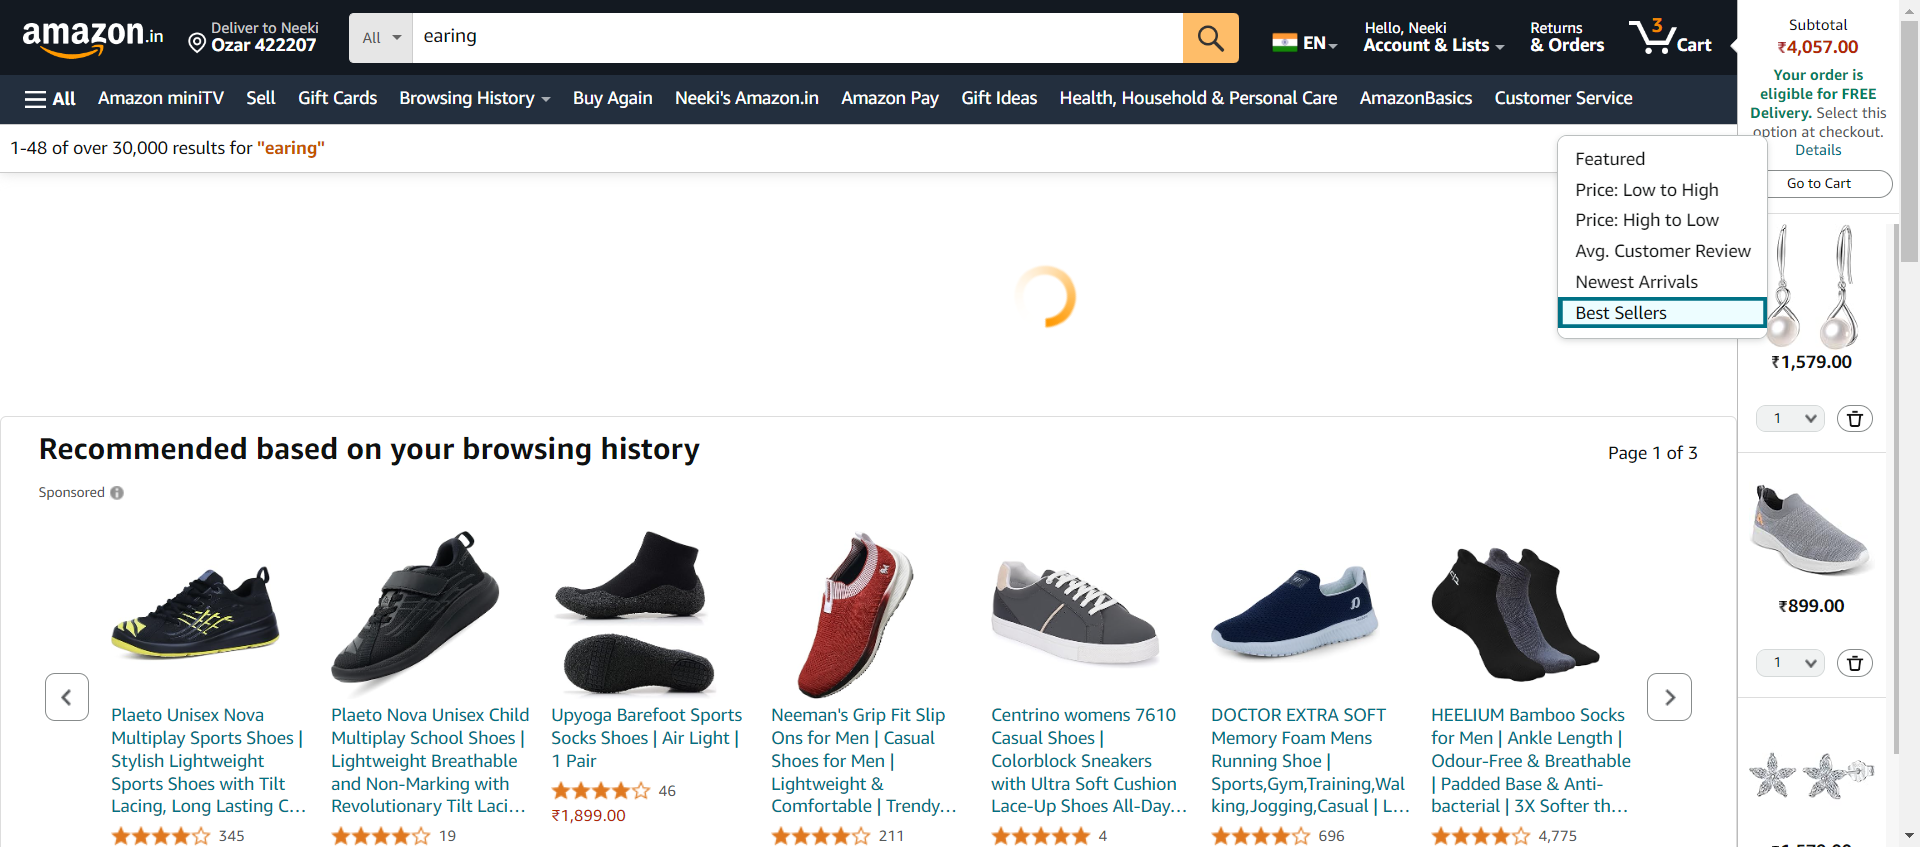 amazon.in
Deliver to Neeki
Ozar 422207
All
earing
EN
Hello, Neeki
Account & Lists
Returns
& Orders
3
Cart
All
Amazon miniTV
Sell
Gift Cards
Browsing History
Buy Again
Neeki's Amazon.in
Amazon Pay
Gift Ideas
Health, Household & Personal Care
AmazonBasics
Customer Service
Subtotal
₹4,057.00
Your order is
eligible for FREE
Delivery. Select this
option at checkout.
Details
Go to Cart
1-48 of over 30,000 results for "earing"
Featured
Price: Low to High
Price: High to Low
Avg. Customer Review
Newest Arrivals
Best Sellers
₹1,579.00
1
₹899.00
1
Recommended based on your browsing history
Page 1 of 3
Sponsored
Plaeto Unisex Nova
Multiplay Sports Shoes |
Stylish Lightweight
Sports Shoes with Tilt
Lacing, Long Lasting C...
345
Plaeto Nova Unisex Child
Multiplay School Shoes |
Lightweight Breathable
and Non-Marking with
Revolutionary Tilt Laci...
19
Upyoga Barefoot Sports
Socks Shoes | Air Light |
1 Pair
46
₹1,899.00
Neeman's Grip Fit Slip
Ons for Men | Casual
Shoes for Men |
Lightweight &
Comfortable | Trendy...
211
Centrino womens 7610
Casual Shoes |
Colorblock Sneakers
with Ultra Soft Cushion
Lace-Up Shoes All-Day...
4
DOCTOR EXTRA SOFT
Memory Foam Mens
Running Shoe |
Sports,Gym,Training,Wal
king,Jogging,Casual | L...
696
HEELIUM Bamboo Socks
for Men | Ankle Length |
Odour-Free & Breathable
| Padded Base & Anti-
bacterial | 3X Softer th...
4,775